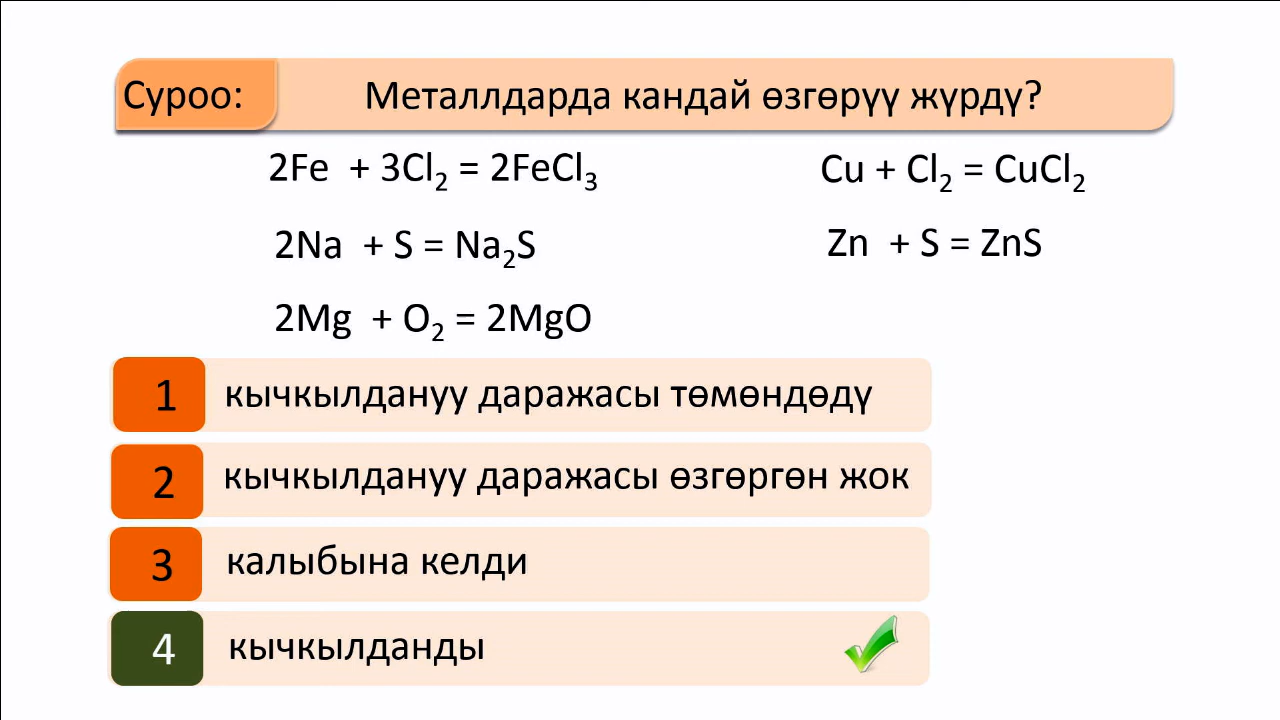 Суроо: Металлдарда кандай өзгөрүү жүрдү?
2Fe + 3Cl₂ = 2FeCl₃ Cu + Cl₂ = CuCl₂
2Na + S = Na₂S Zn + S = ZnS
2Mg + O₂ = 2MgO
1 кычкылдануу даражасы төмөндөдү
2 кычкылдануу даражасы өзгөргөн жок
3 калыбына келди
4 кычкылданды